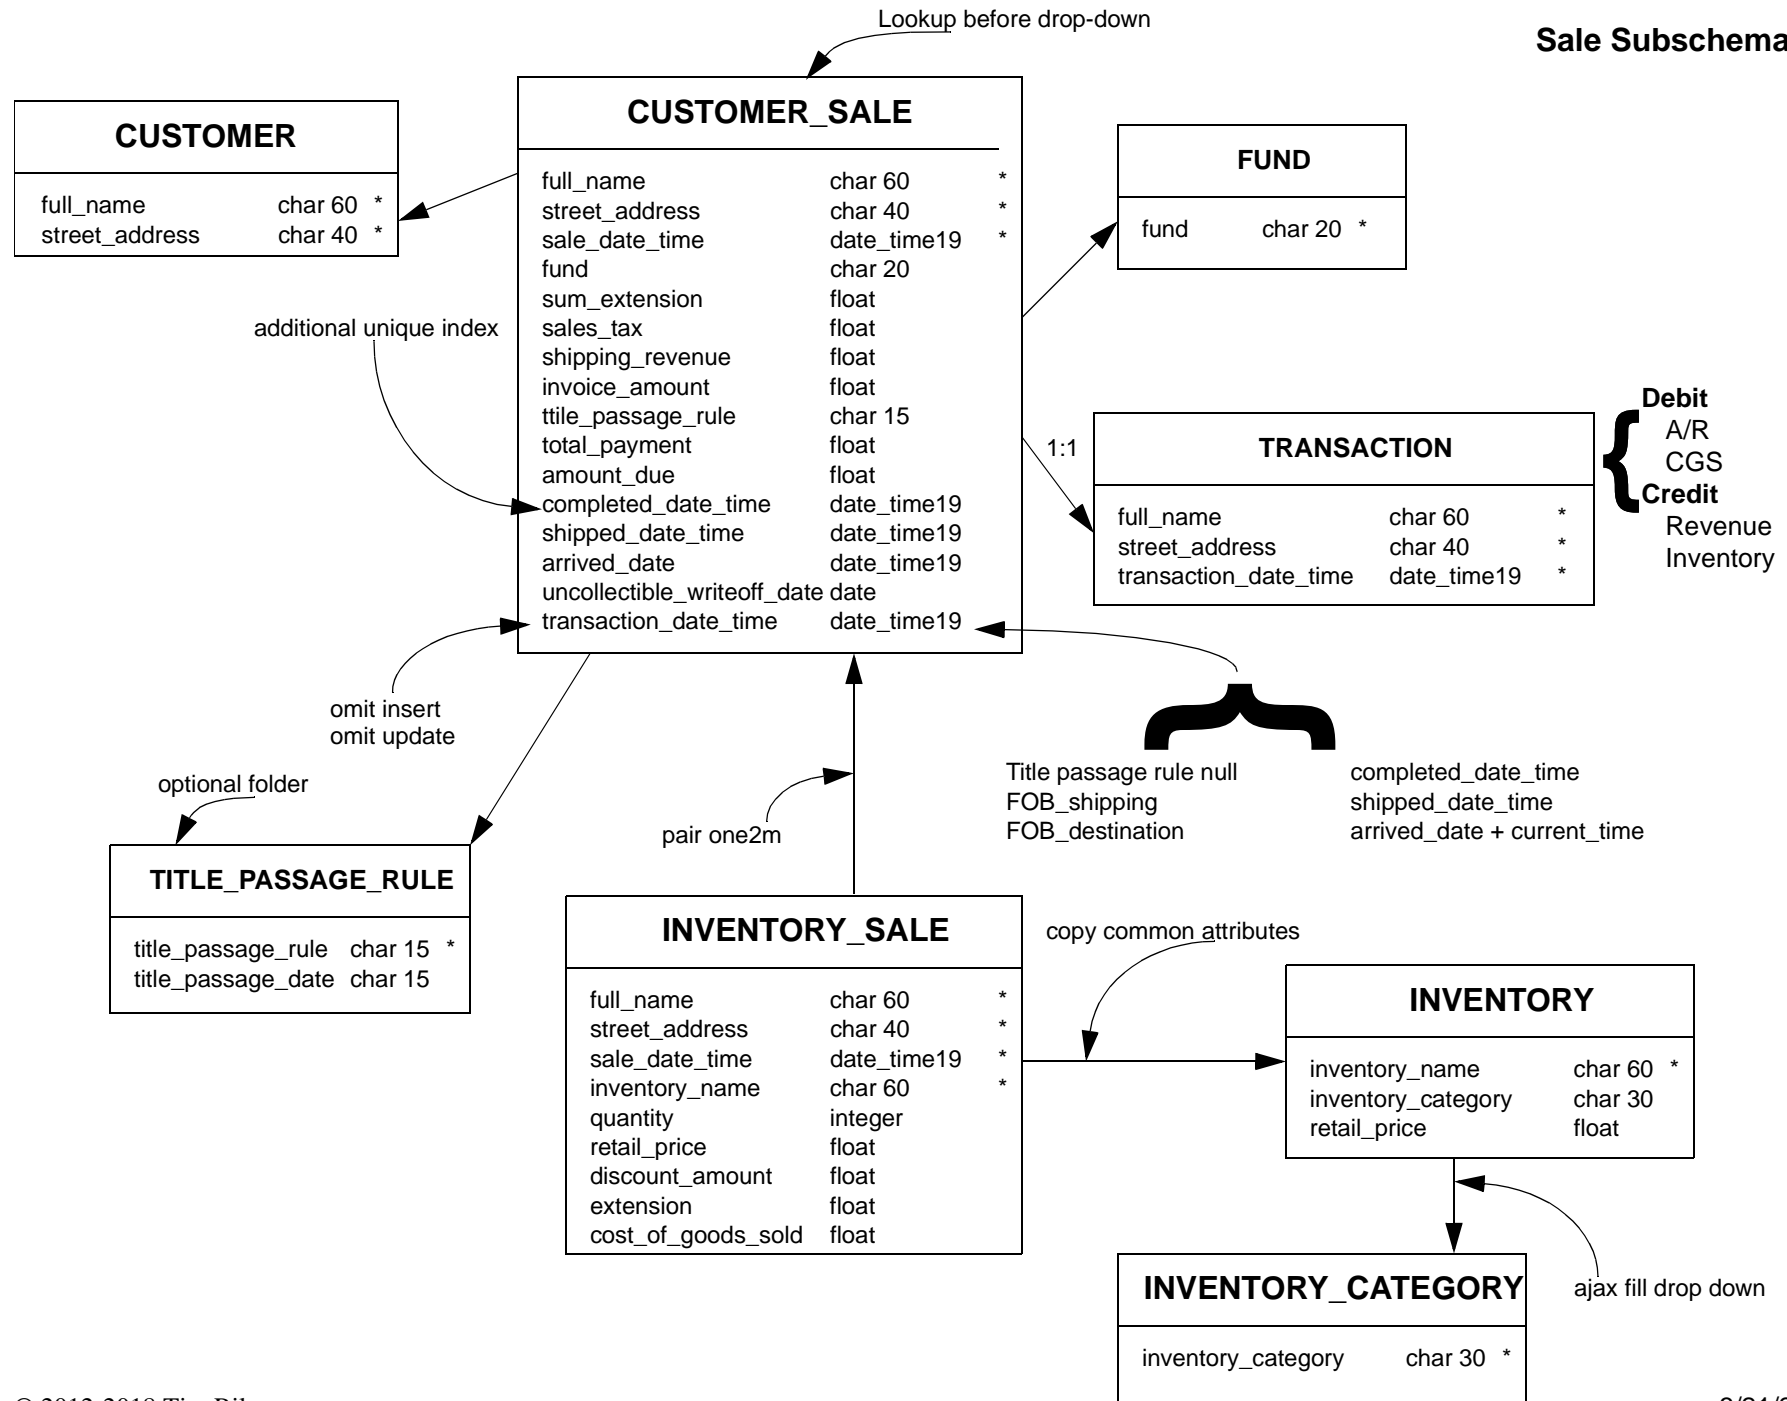 Lookup before drop-down
Sale Subschema
CUSTOMER_SALE
full_name char 60 *
street_address char 40 *
sale_date_time date_time19 *
fund char 20
sum_extension float
sales_tax float
shipping_revenue float
invoice_amount float
ttile_passage_rule char 15
total_payment float
amount_due float
completed_date_time date_time19
shipped_date_time date_time19
arrived_date date_time19
uncollectible_writeoff_date date
transaction_date_time date_time19
CUSTOMER
full_name char 60 *
street_address char 40 *
FUND
fund char 20 *
additional unique index
1:1
TRANSACTION
full_name char 60 *
street_address char 40 *
transaction_date_time date_time19 *
Debit
A/R
CGS
Credit
Revenue
Inventory
omit insert
omit update
optional folder
pair one2m
Title passage rule null completed_date_time
FOB_shipping shipped_date_time
FOB_destination arrived_date + current_time
TITLE_PASSAGE_RULE
title_passage_rule char 15 *
title_passage_date char 15
INVENTORY_SALE
full_name char 60 *
street_address char 40 *
sale_date_time date_time19 *
inventory_name char 60 *
quantity integer
retail_price float
discount_amount float
extension float
cost_of_goods_sold float
copy common attributes
INVENTORY
inventory_name char 60 *
inventory_category char 30
retail_price float
ajax fill drop down
INVENTORY_CATEGORY
inventory_category char 30 *